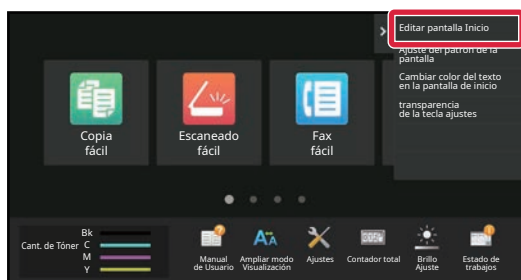 Editar pantalla Inicio
Ajuste del patrón de la
pantalla
Cambiar color del texto
en la pantalla de inicio
transparencia
de la tecla ajustes
Copia
fácil
Escaneado
fácil
Fax
fácil
Cant. de Tóner
Bk
C
M
Y
Manual
de Usuario
Ampliar modo
Visualización
Ajustes
Contador total
Brillo
Ajuste
Estado de
trabajos